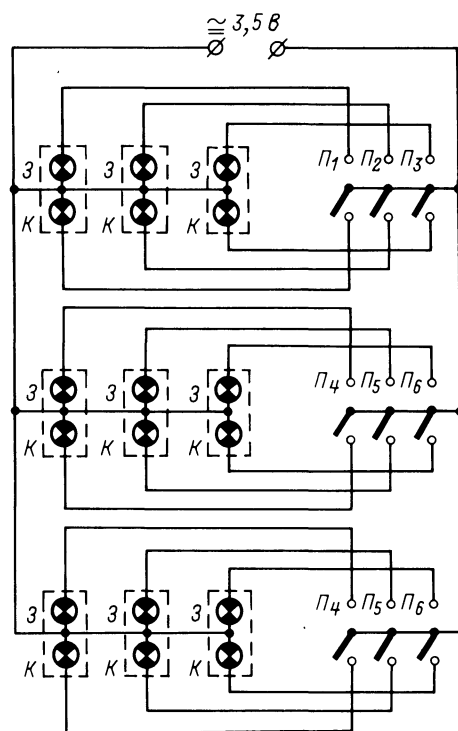 ≅ 3,5 В
П1 П2 П3
З З З
К К К
П4 П5 П6
З З З
К К К
П4 П5 П6
З З З
К К К